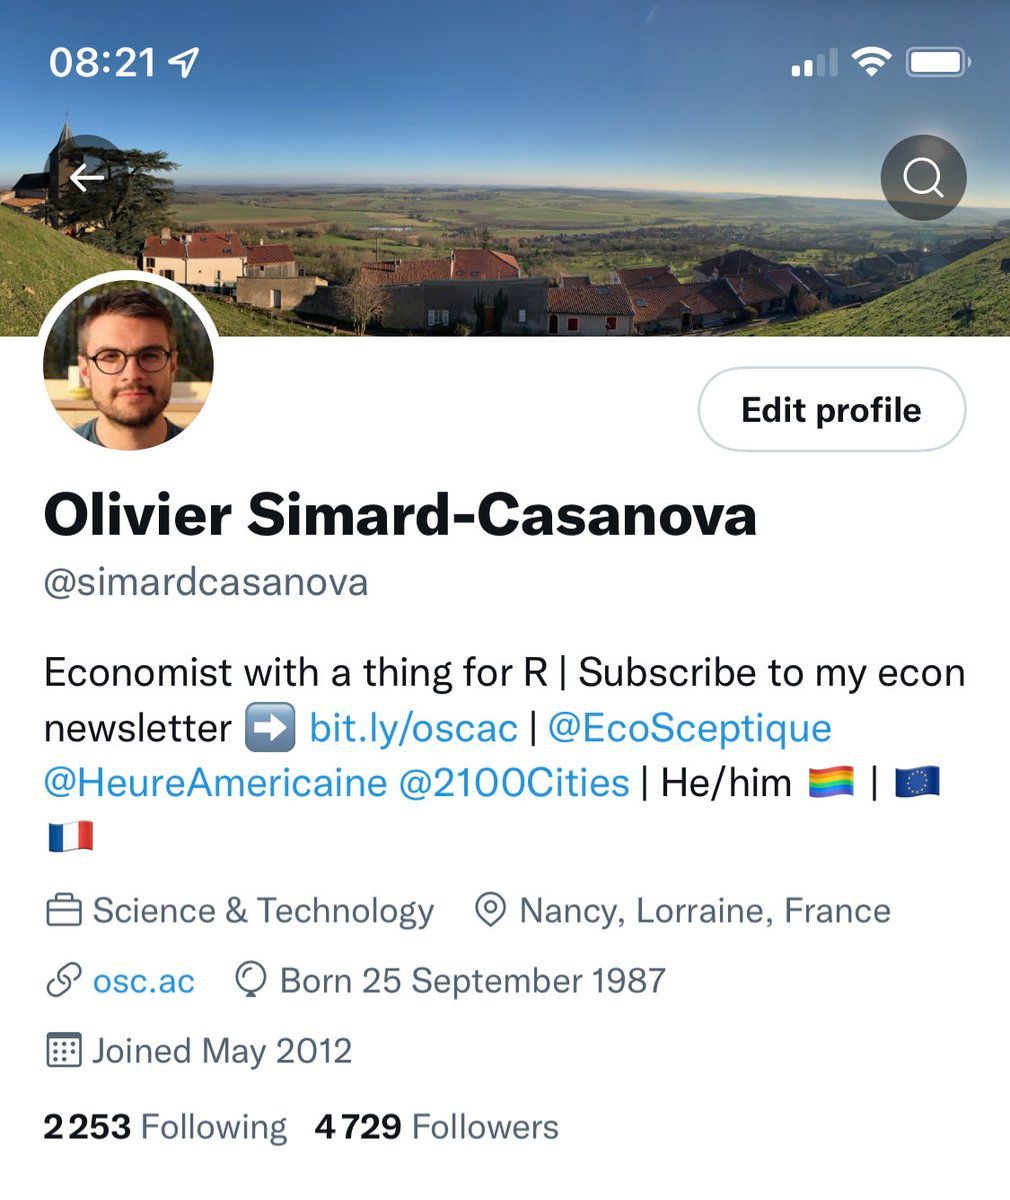 08:21
Edit profile
Olivier Simard-Casanova
@simardcasanova
Economist with a thing for R | Subscribe to my econ
newsletter ➡️ bit.ly/oscac | @EcoSceptique
@HeureAmericaine @2100Cities | He/him 🏳️‍🌈 | 🇪🇺
🇫🇷
Science & Technology Nancy, Lorraine, France
osc.ac Born 25 September 1987
Joined May 2012
2 253 Following 4 729 Followers